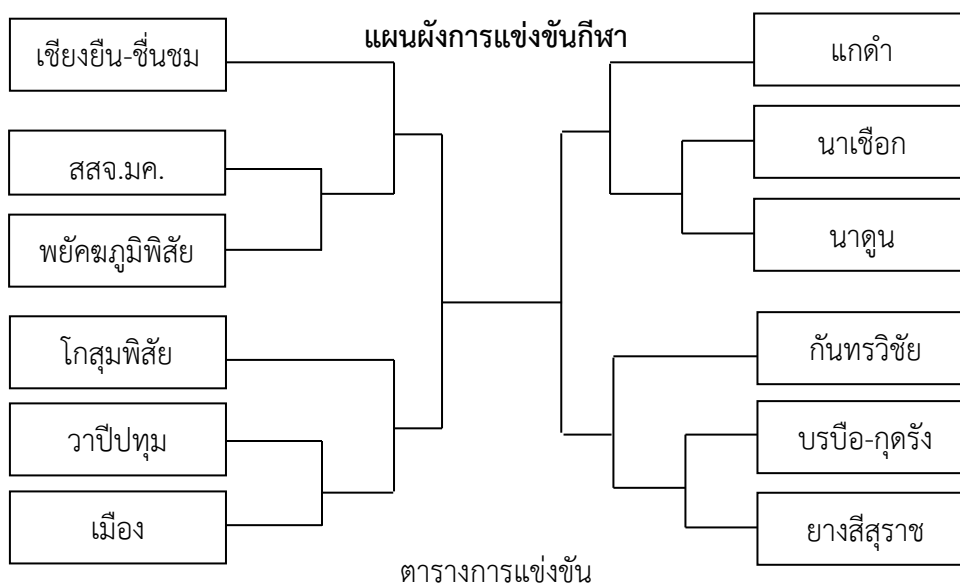 แผนผังการแข่งขันกีฬา
เชียงยืน-ชื่นชม
สสจ.มค.
พยัคฆภูมิพิสัย
โกสุมพิสัย
วาปีปทุม
เมือง
แกดำ
นาเชือก
นาดูน
กันทรวิชัย
บรบือ-กุดรัง
ยางสีสุราช
ตารางการแข่งขัน